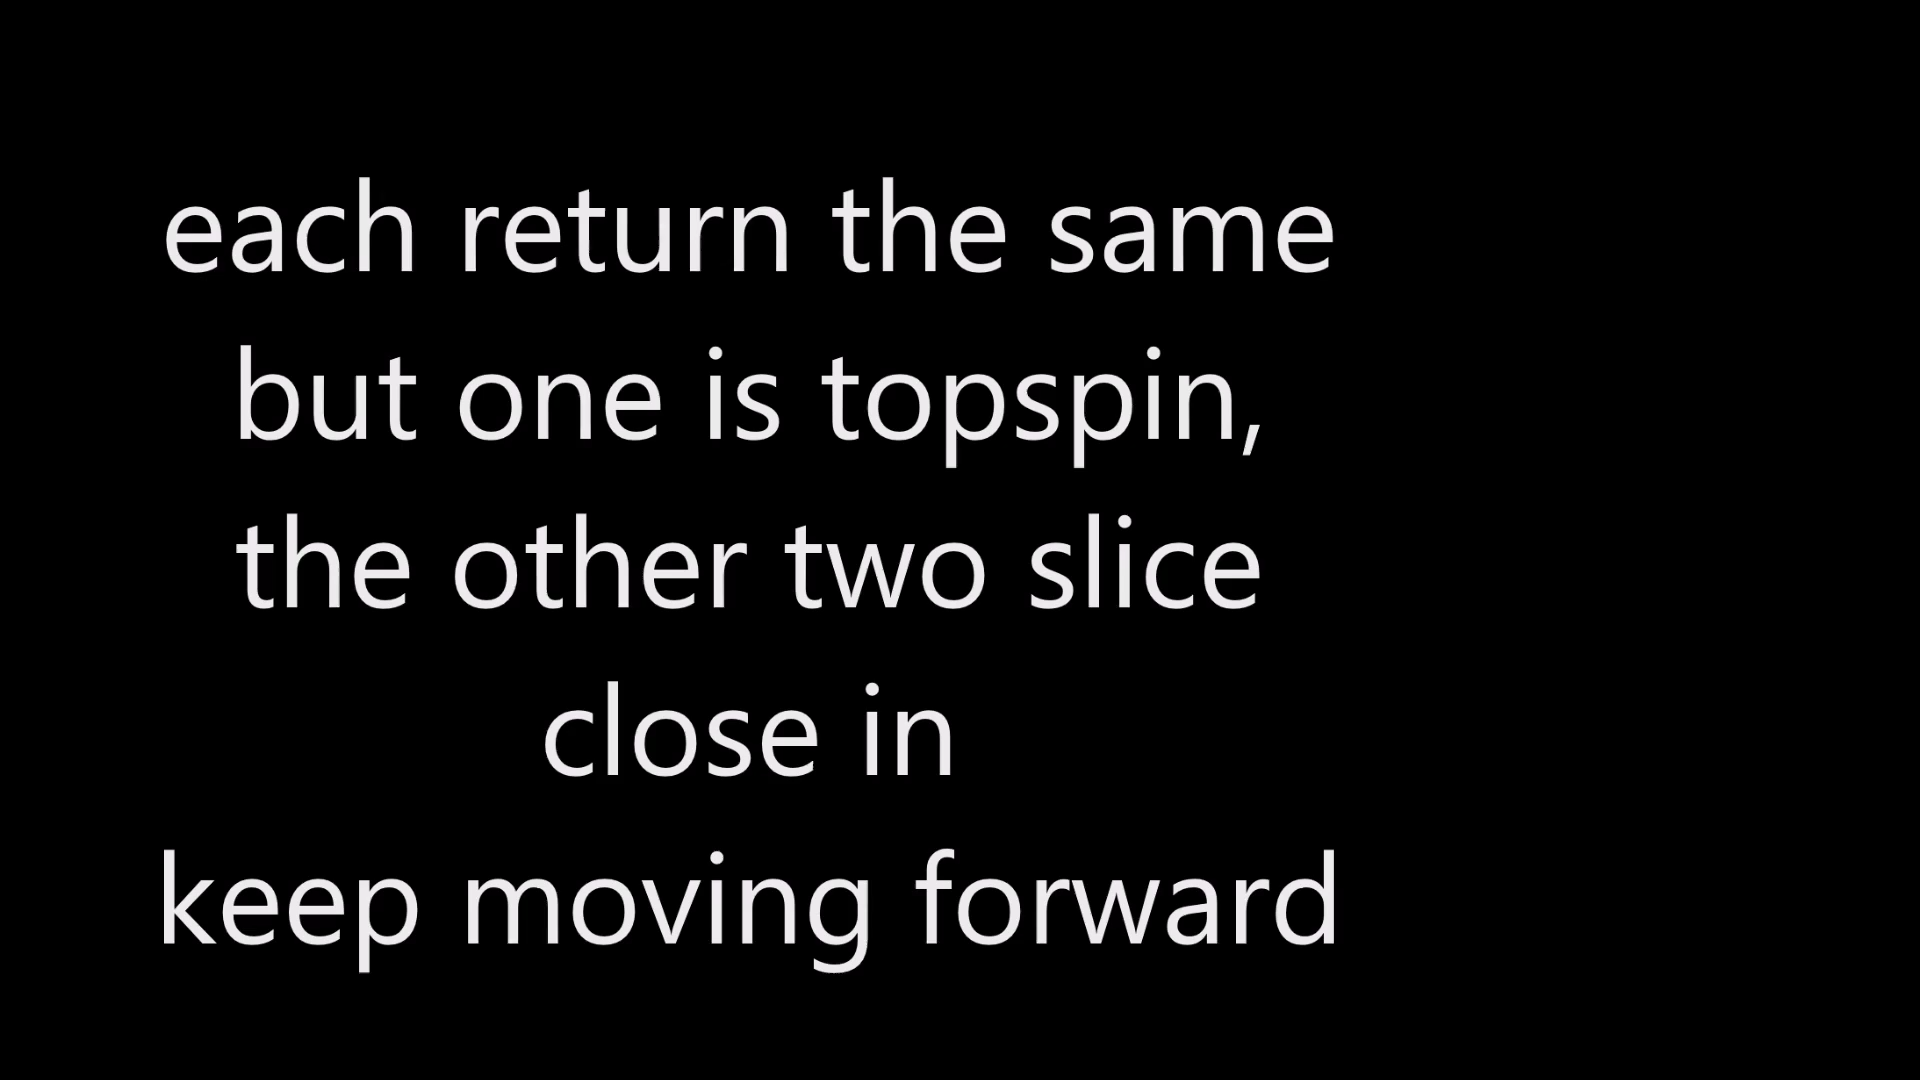 each return the same
but one is topspin,
the other two slice
close in
keep moving forward